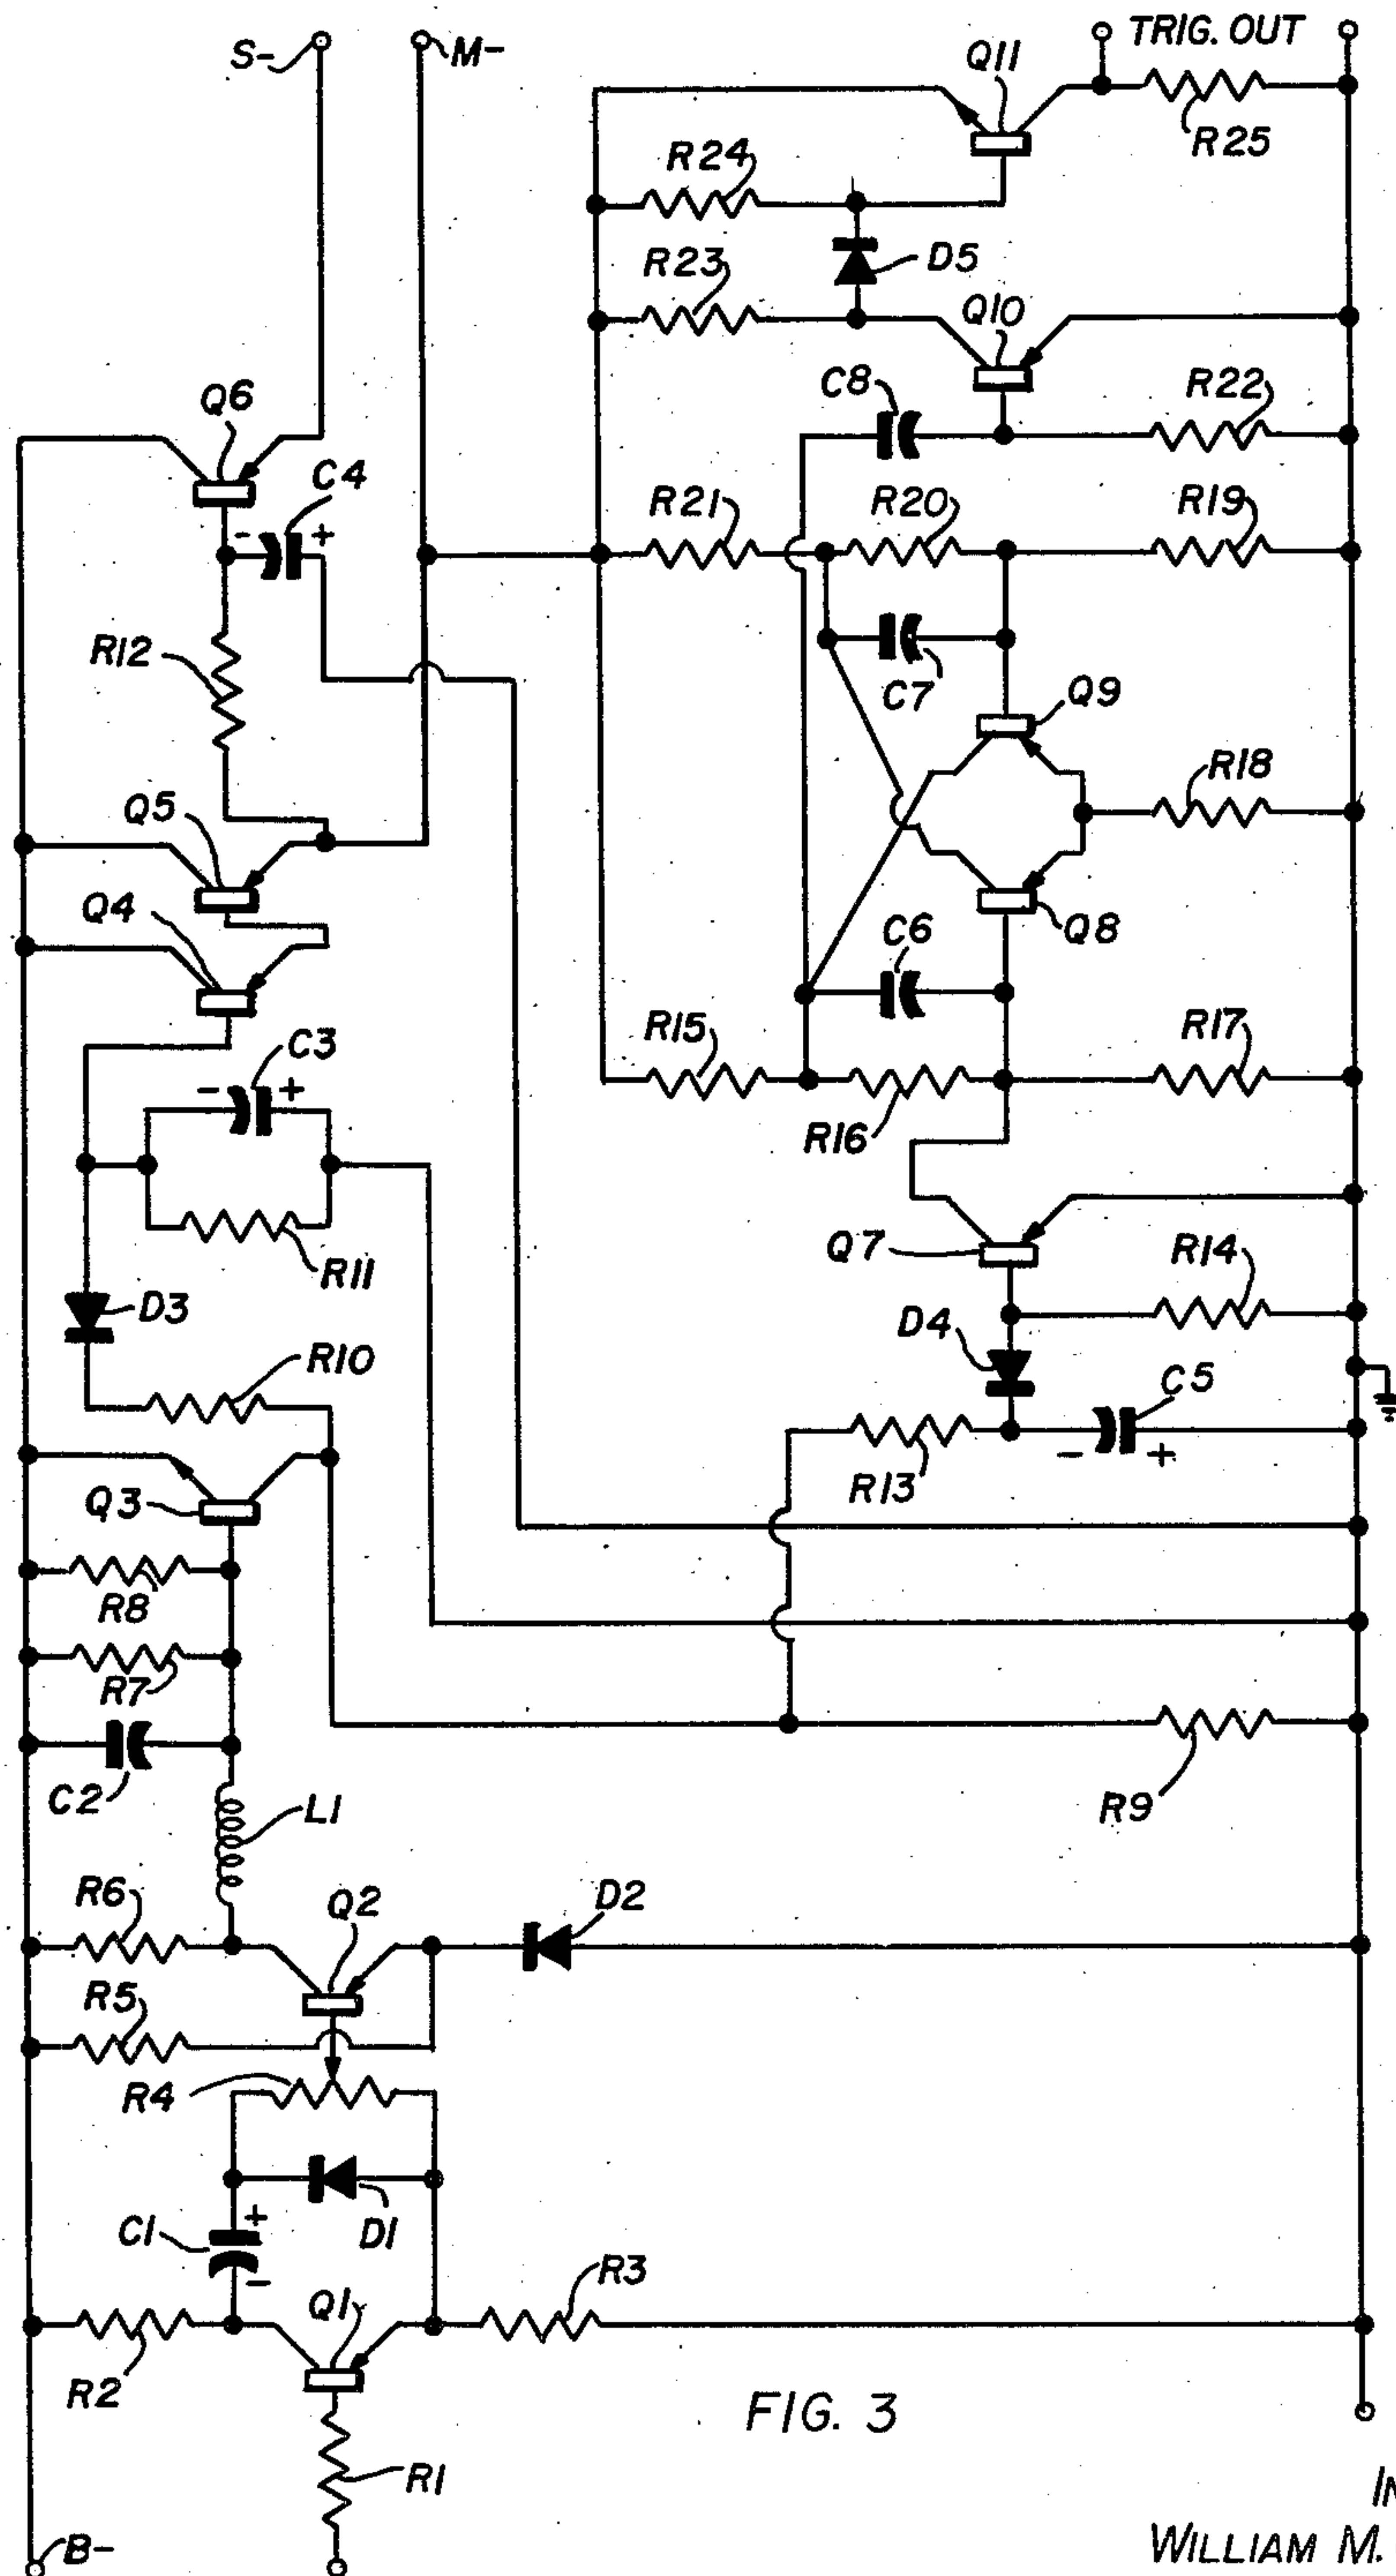 S-
M-
TRIG. OUT
Q11
R25
R24
D5
R23
Q10
C8
R22
Q6
C4
- +
R21
R20
R19
R12
C7
Q9
R18
Q5
Q4
Q8
C6
R15
R17
C3
- +
R16
R11
Q7
R14
D3
D4
R10
C5
- +
R13
Q3
R8
R7
C2
R9
L1
R6
Q2
D2
R5
R4
C1
+
-
D1
Q1
R3
R2
FIG. 3
R1
B-
WILLIAM M.